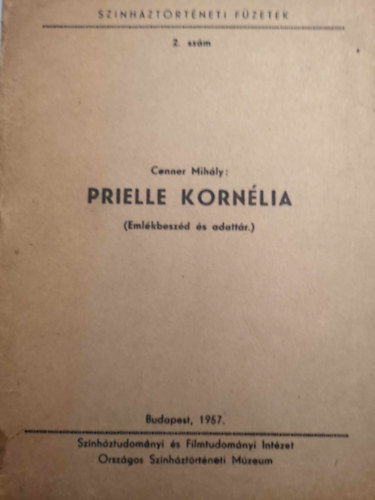 SZINHÁZTÖRTÉNETI FÜZETEK
2. szám
Cenner Mihály:
PRIELLE KORNÉLIA
(Emlékbeszéd és adattár.)
Budapest, 1957.
Színháztudományi és Filmtudományi Intézet
Országos Színháztörténeti Múzeum